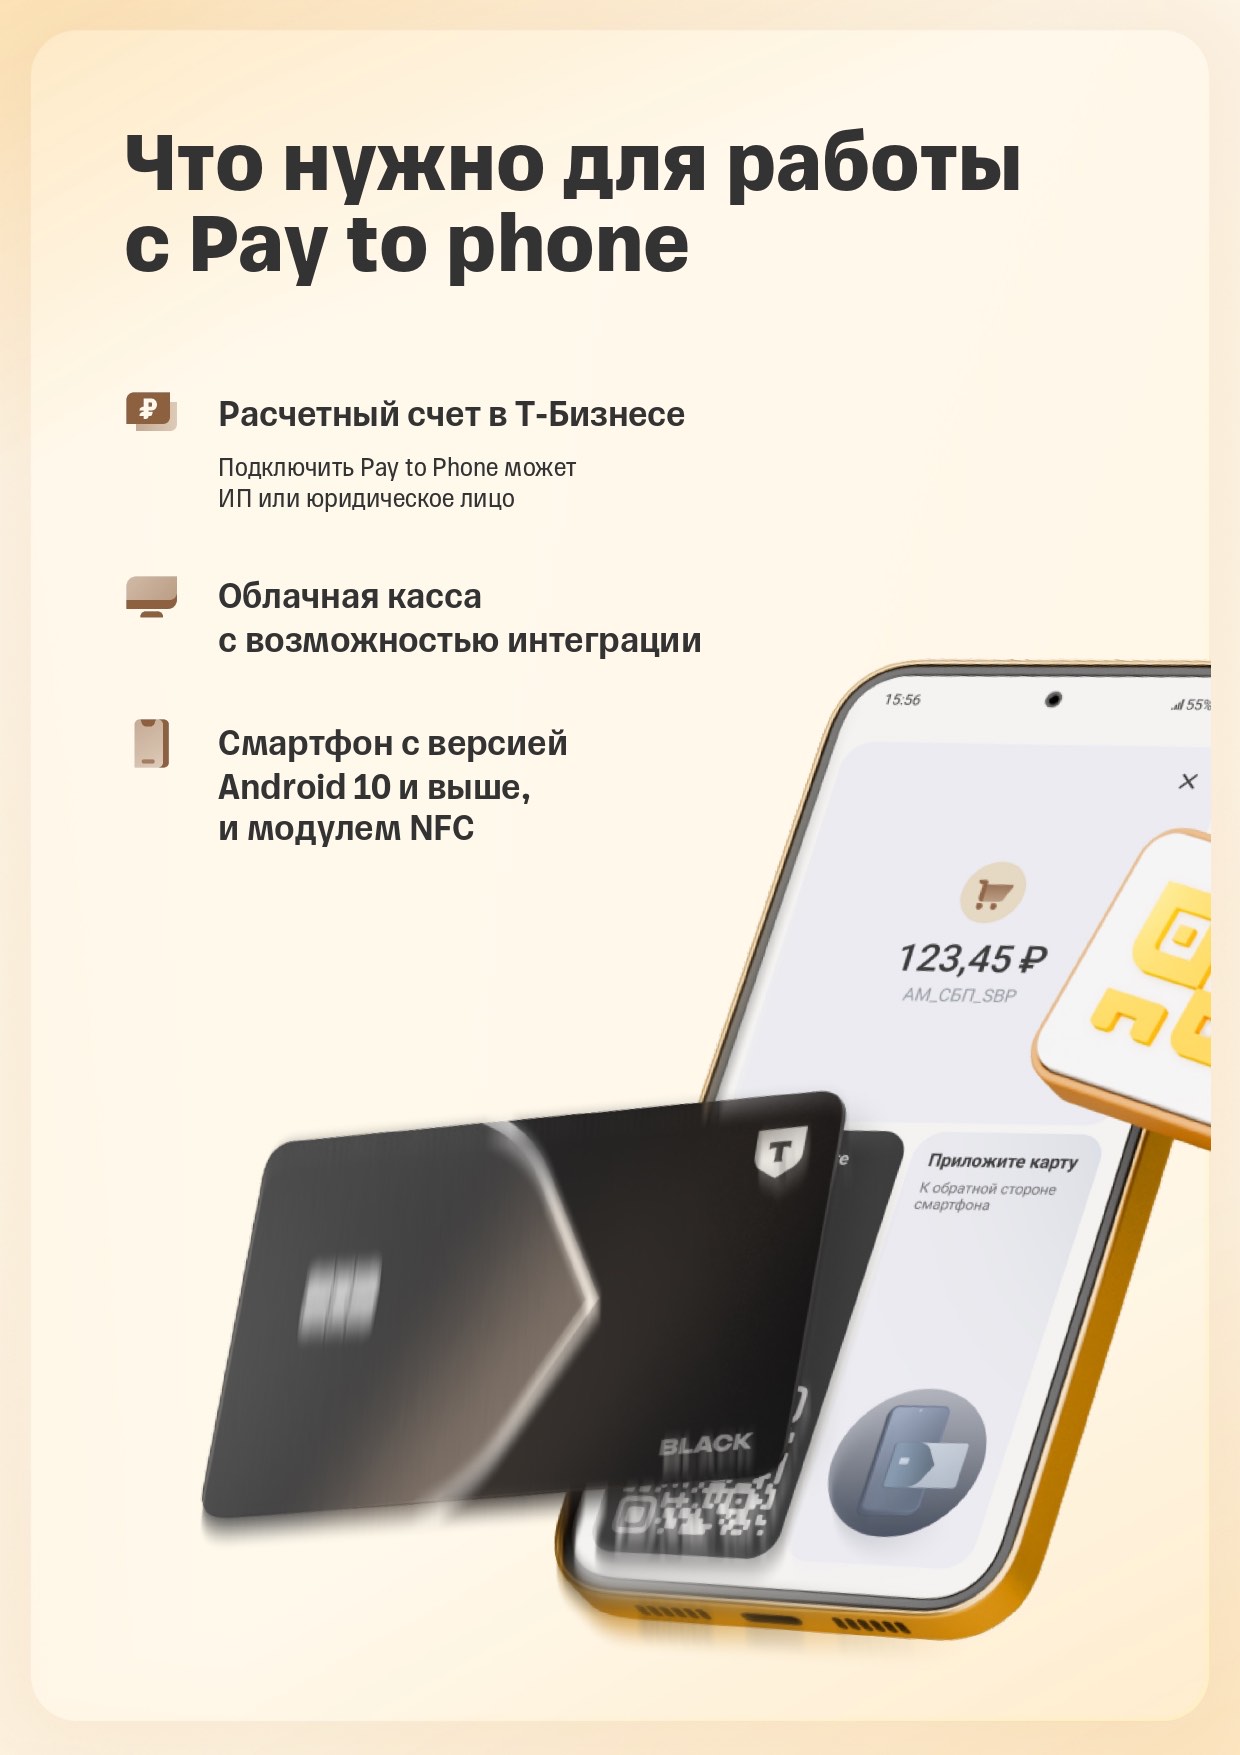 Что нужно для работы
с Pay to phone
Расчетный счет в Т-Бизнесе
Подключить Pay to Phone может
ИП или юридическое лицо
Облачная касса
с возможностью интеграции
Смартфон с версией
Android 10 и выше,
и модулем NFC
15:56
55%
123,45 ₽
АМ_СБП_SBP
Приложите карту
К обратной стороне
смартфона
Т
BLACK